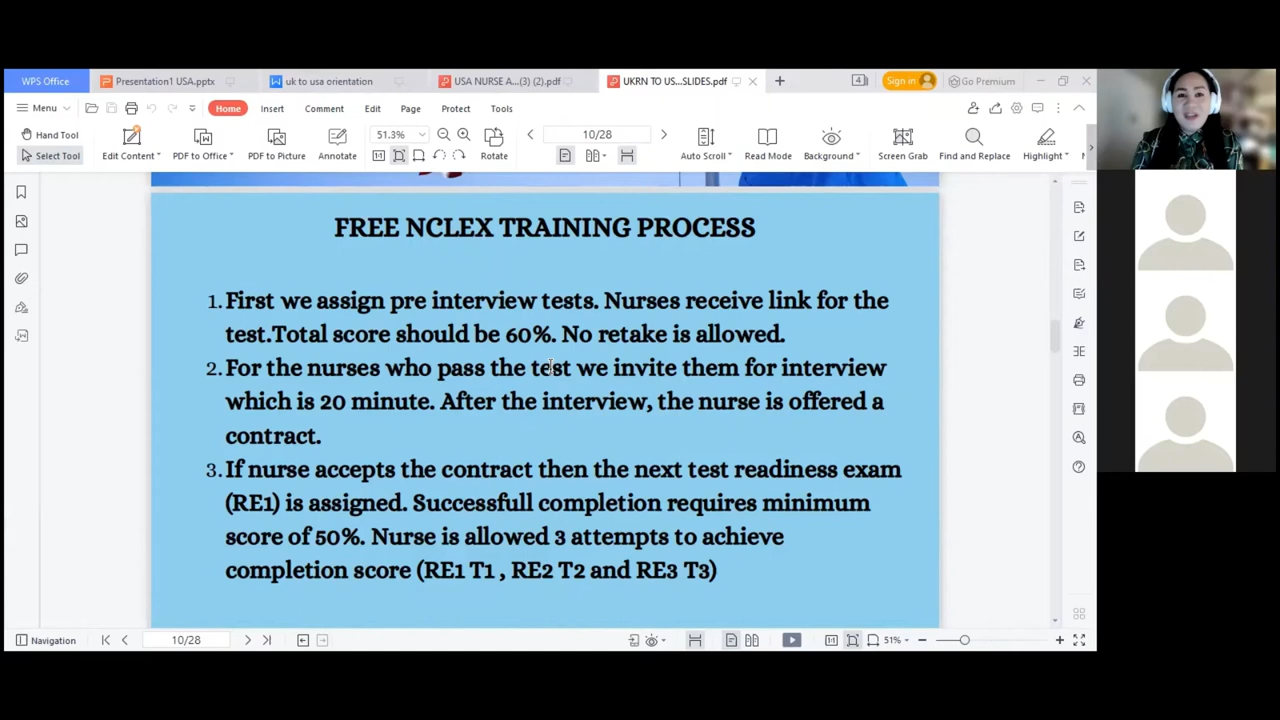 WPS Office
Presentation1 USA.pptx
uk to usa orientation
USA NURSE A...(3) (2).pdf
UKRN TO US...SLIDES.pdf
4
Sign in
Go Premium
Menu
Home
Insert
Comment
Edit
Page
Protect
Tools
Hand Tool
Select Tool
Edit Content
PDF to Office
PDF to Picture
Annotate
51.3%
1:1
Rotate
10/28
Auto Scroll
Read Mode
Background
Screen Grab
Find and Replace
Highlight
FREE NCLEX TRAINING PROCESS
1. First we assign pre interview tests. Nurses receive link for the
test.Total score should be 60%. No retake is allowed.
2. For the nurses who pass the test we invite them for interview
which is 20 minute. After the interview, the nurse is offered a
contract.
3. If nurse accepts the contract then the next test readiness exam
(RE1) is assigned. Successfull completion requires minimum
score of 50%. Nurse is allowed 3 attempts to achieve
completion score (RE1 T1 , RE2 T2 and RE3 T3)
Navigation
10/28
1:1
51%